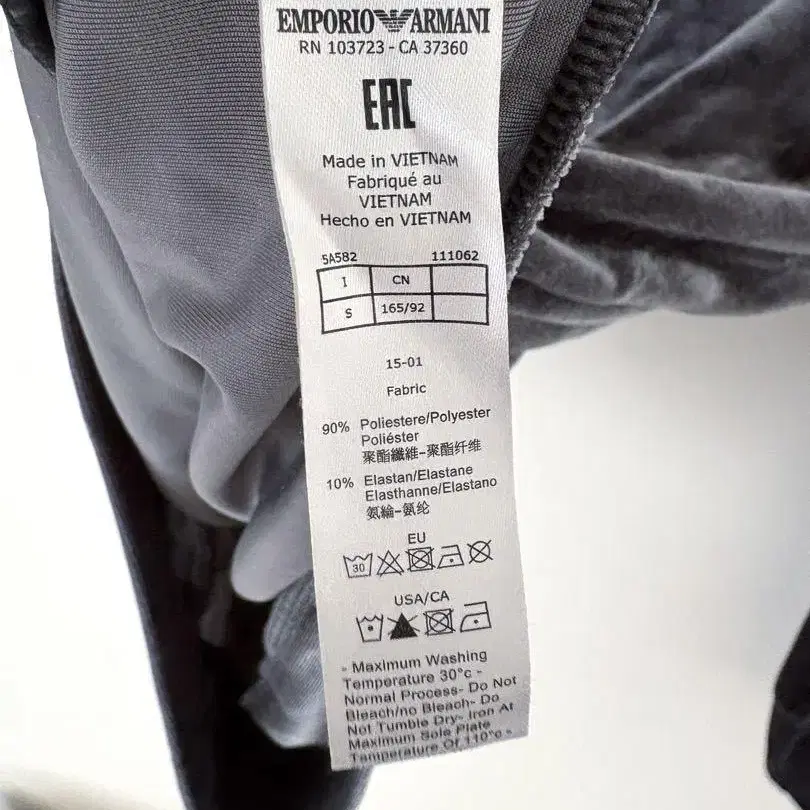 EMPORIO ARMANI
RN 103723 - CA 37360
EAC
Made in VIETNAM
Fabriqué au
VIETNAM
Hecho en VIETNAM
5A582 111062
I CN
S 165/92
15-01
Fabric
90% Poliestere/Polyester
Poliéster
聚酯纖維-聚酯纤维
10% Elastan/Elastane
Elasthanne/Elastano
氨綸-氨纶
EU
30
USA/CA
- Maximum Washing
Temperature 30°c -
Normal Process- Do Not
Bleach/no Bleach- Do
Not Tumble Dry- Iron At
Maximum Sole Plate
Temperature Of 110°c -